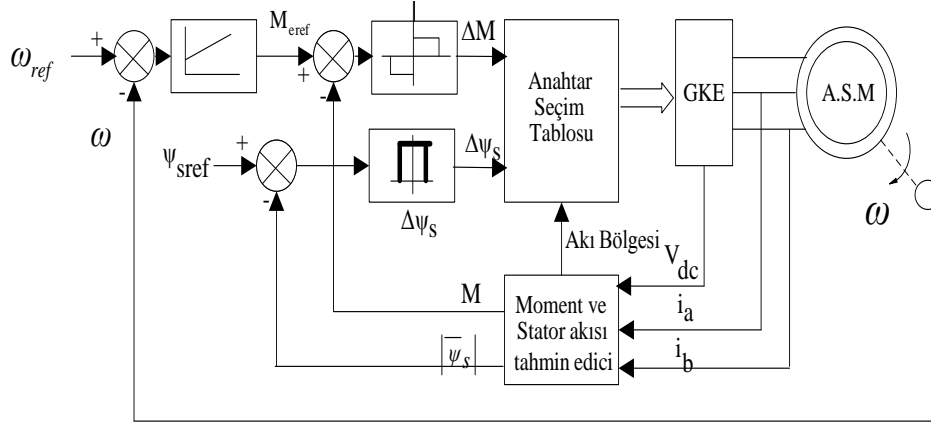 ω_ref
+
-
ω
M_eref
+
-
ΔM
Anahtar
Seçim
Tablosu
GKE
A.S.M
ω
ψ_sref
+
-
Δψ_s
Δψ_s
Akı Bölgesi
V_dc
i_a
i_b
M
|ψ̅_s|
Moment ve
Stator akısı
tahmin edici